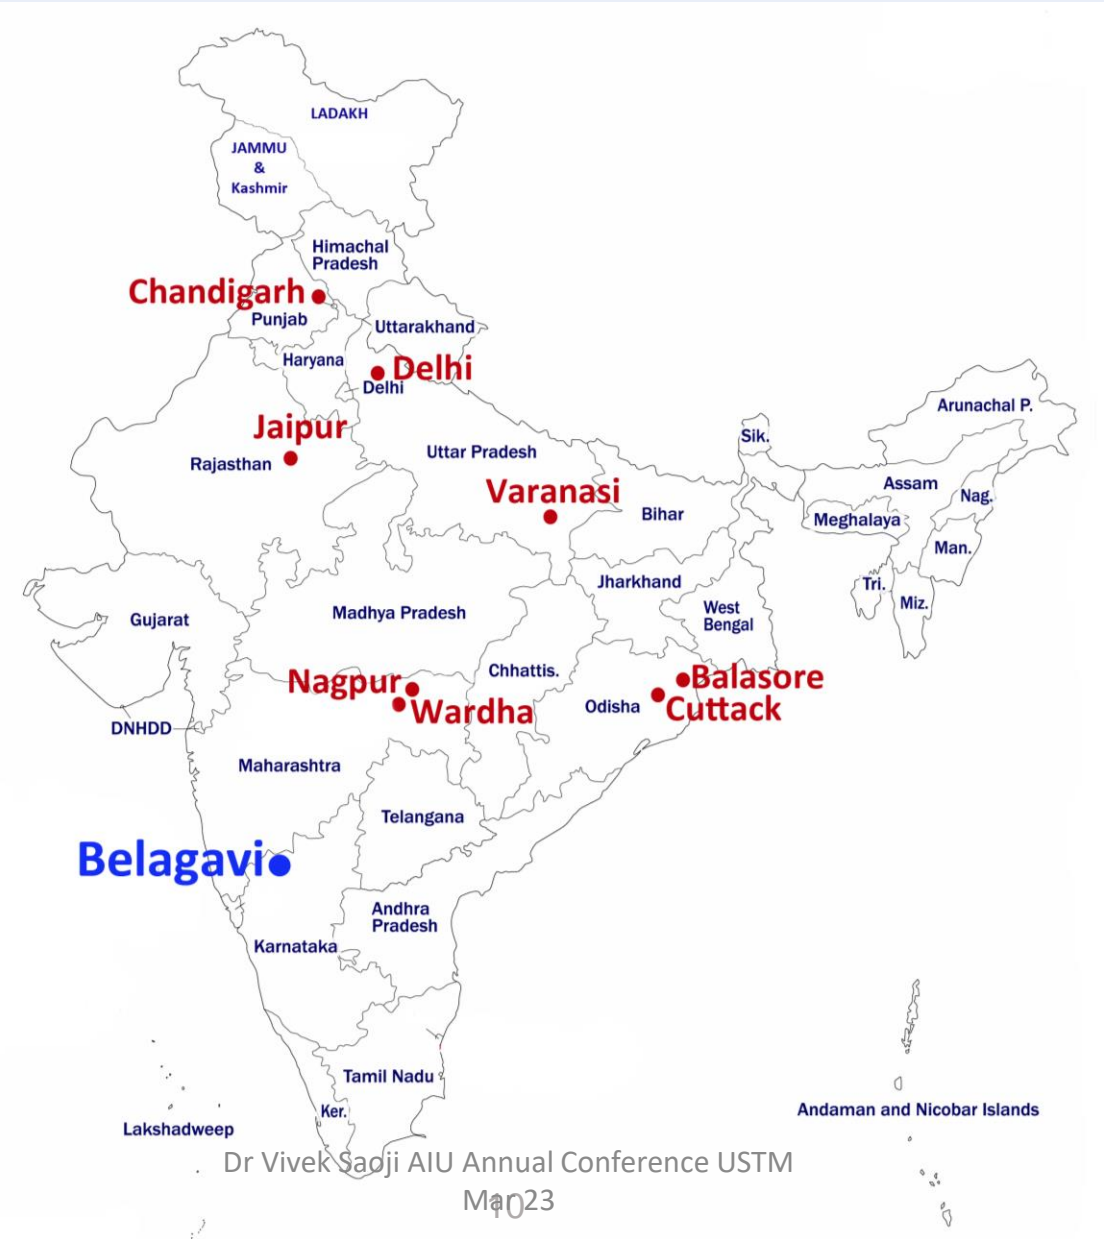 LADAKH
JAMMU
&
Kashmir
Himachal
Pradesh
Chandigarh
Punjab
Uttarakhand
Haryana
Delhi
Delhi
Arunachal P.
Jaipur
Sik.
Uttar Pradesh
Rajasthan
Assam
Varanasi
Nag.
Bihar
Meghalaya
Man.
Jharkhand
Tri.
Miz.
Gujarat
Madhya Pradesh
West
Bengal
Chhattis.
Nagpur
Balasore
Wardha
Odisha
Cuttack
DNHDD
Maharashtra
Telangana
Belagavi
Andhra
Pradesh
Karnataka
Tamil Nadu
Ker.
Andaman and Nicobar Islands
Lakshadweep
Dr Vivek Saoji AIU Annual Conference USTM
Mar 23
10